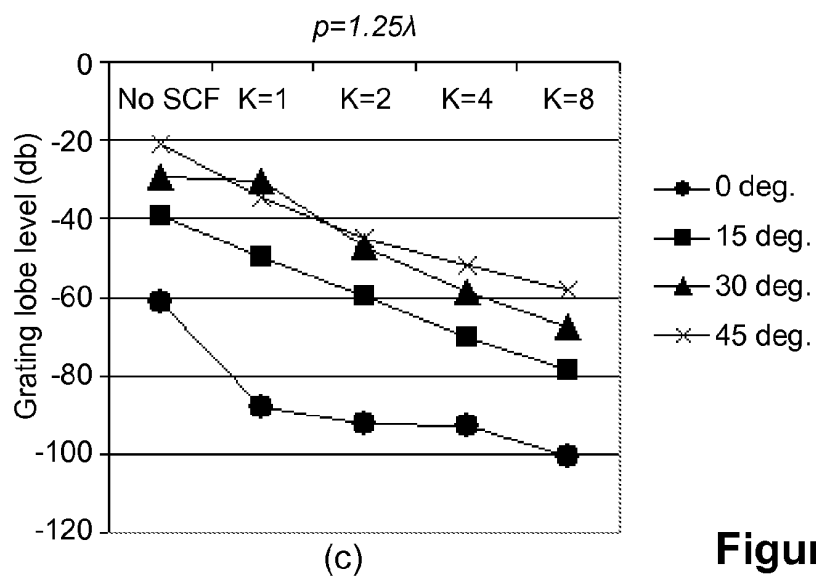 p=1.25λ
0
No SCF K=1 K=2 K=4 K=8
-20
-40
-60
-80
-100
-120
Grating lobe level (db)
0 deg.
15 deg.
30 deg.
45 deg.
(c)
Figur